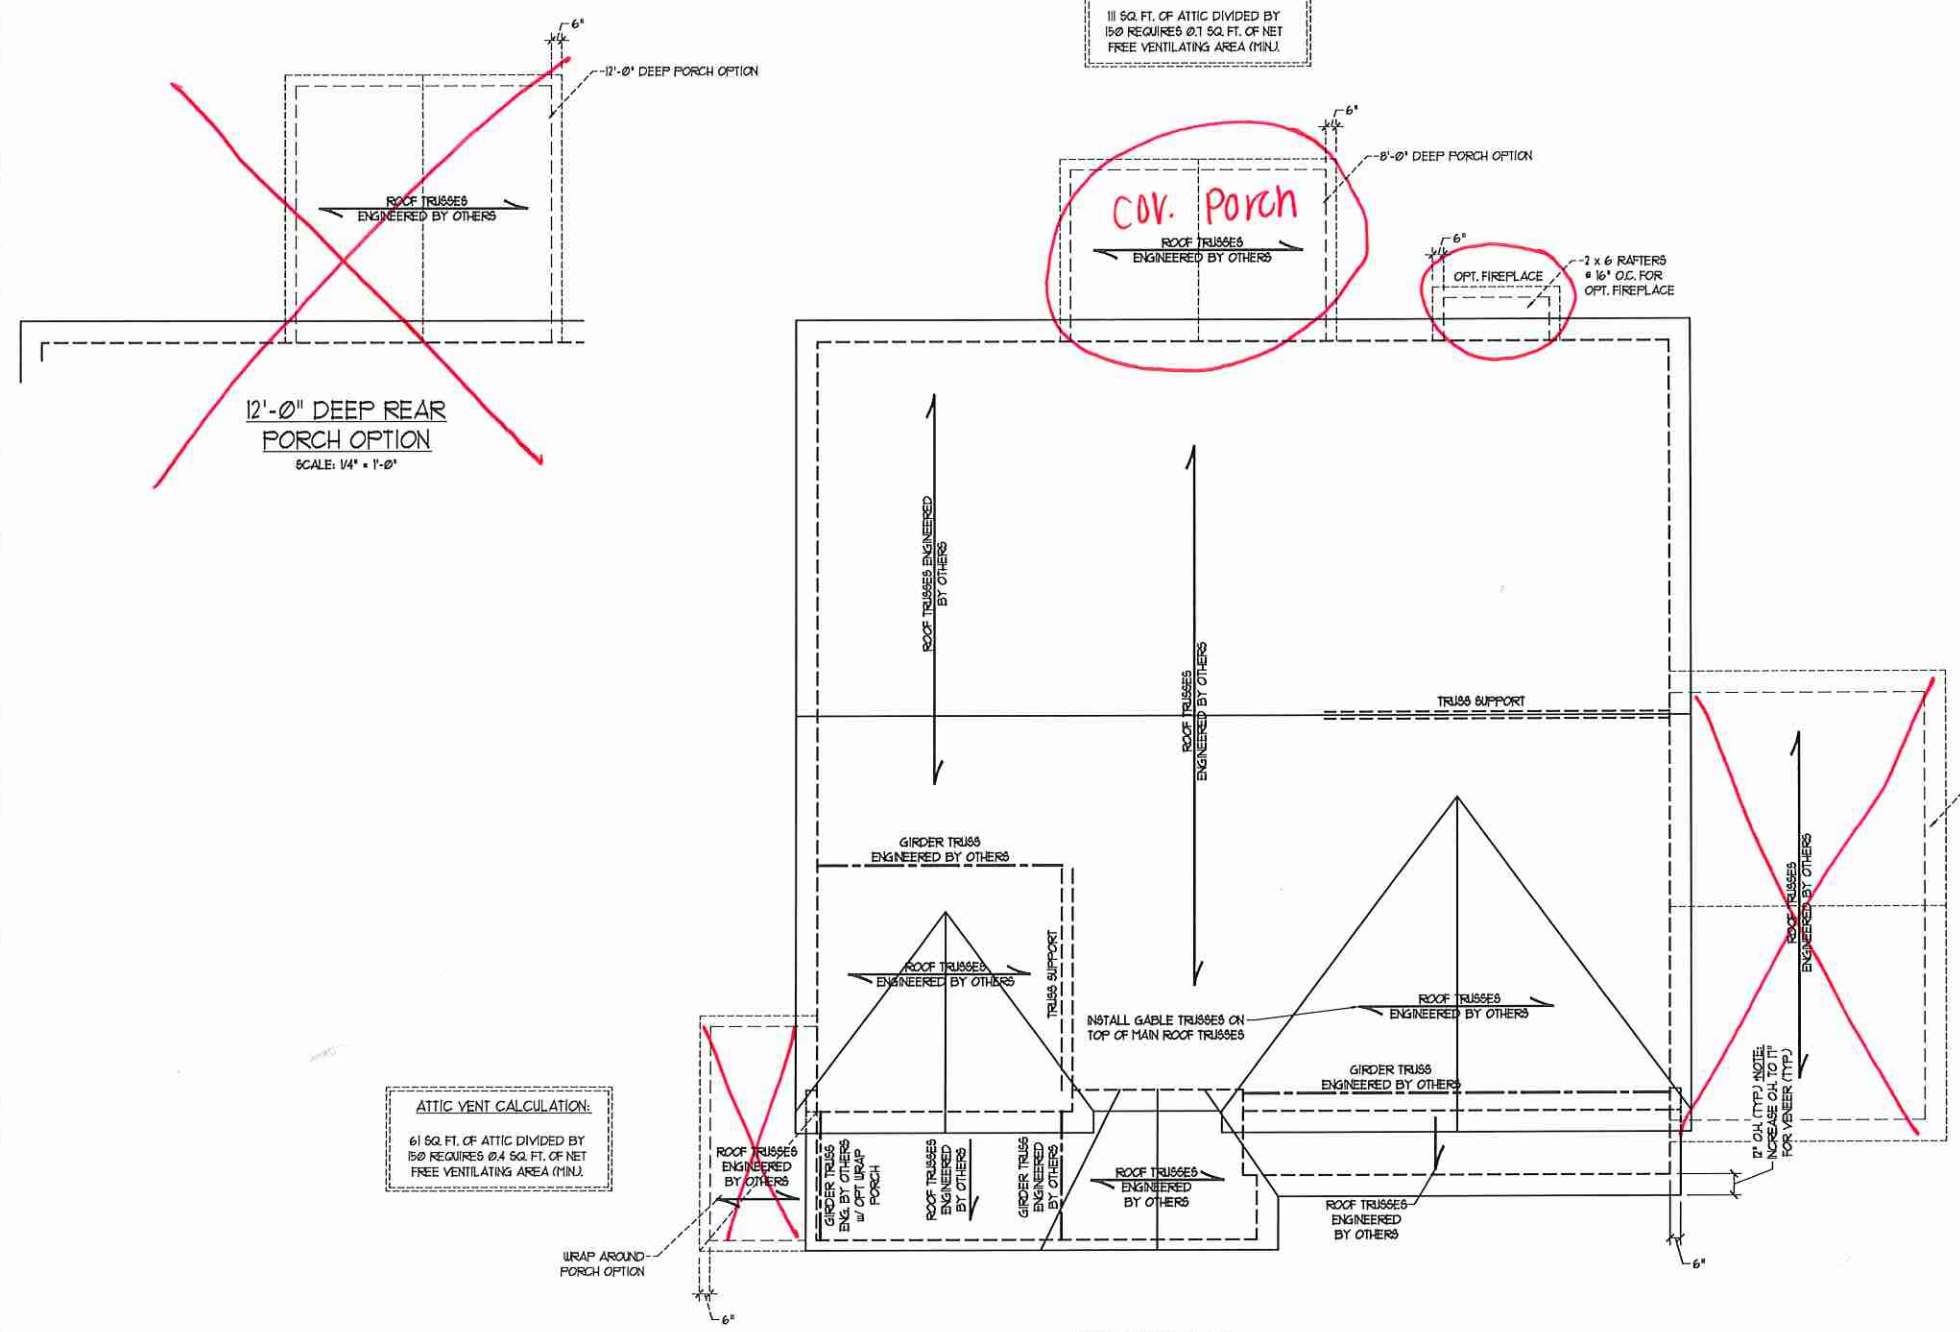 111 SQ. FT. OF ATTIC DIVIDED BY
150 REQUIRES 0.7 SQ. FT. OF NET
FREE VENTILATING AREA (MIN.).
6"
12'-0" DEEP PORCH OPTION
ROOF TRUSSES
ENGINEERED BY OTHERS
12'-0" DEEP REAR
PORCH OPTION
SCALE: 1/4" = 1'-0"
6"
8'-0" DEEP PORCH OPTION
COV. Porch
ROOF TRUSSES
ENGINEERED BY OTHERS
6"
OPT. FIREPLACE
2 x 6 RAFTERS
@ 16" O.C. FOR
OPT. FIREPLACE
ROOF TRUSSES ENGINEERED
BY OTHERS
ROOF TRUSSES
ENGINEERED BY OTHERS
TRUSS SUPPORT
ROOF TRUSSES
ENGINEERED BY OTHERS
GIRDER TRUSS
ENGINEERED BY OTHERS
ROOF TRUSSES
ENGINEERED BY OTHERS
TRUSS SUPPORT
INSTALL GABLE TRUSSES ON
TOP OF MAIN ROOF TRUSSES
ROOF TRUSSES
ENGINEERED BY OTHERS
GIRDER TRUSS
ENGINEERED BY OTHERS
12" O.H. (TYP.) NOTE:
INCREASE O.H. TO 17"
FOR VENEER (TYP.)
ATTIC VENT CALCULATION:
61 SQ. FT. OF ATTIC DIVIDED BY
150 REQUIRES 0.4 SQ. FT. OF NET
FREE VENTILATING AREA (MIN.).
ROOF TRUSSES
ENGINEERED
BY OTHERS
GIRDER TRUSS
ENG. BY OTHERS
w/ OPT WRAP
PORCH
ROOF TRUSSES
ENGINEERED
BY OTHERS
GIRDER TRUSS
ENGINEERED
BY OTHERS
ROOF TRUSSES
ENGINEERED
BY OTHERS
ROOF TRUSSES
ENGINEERED
BY OTHERS
WRAP AROUND
PORCH OPTION
6"
6"